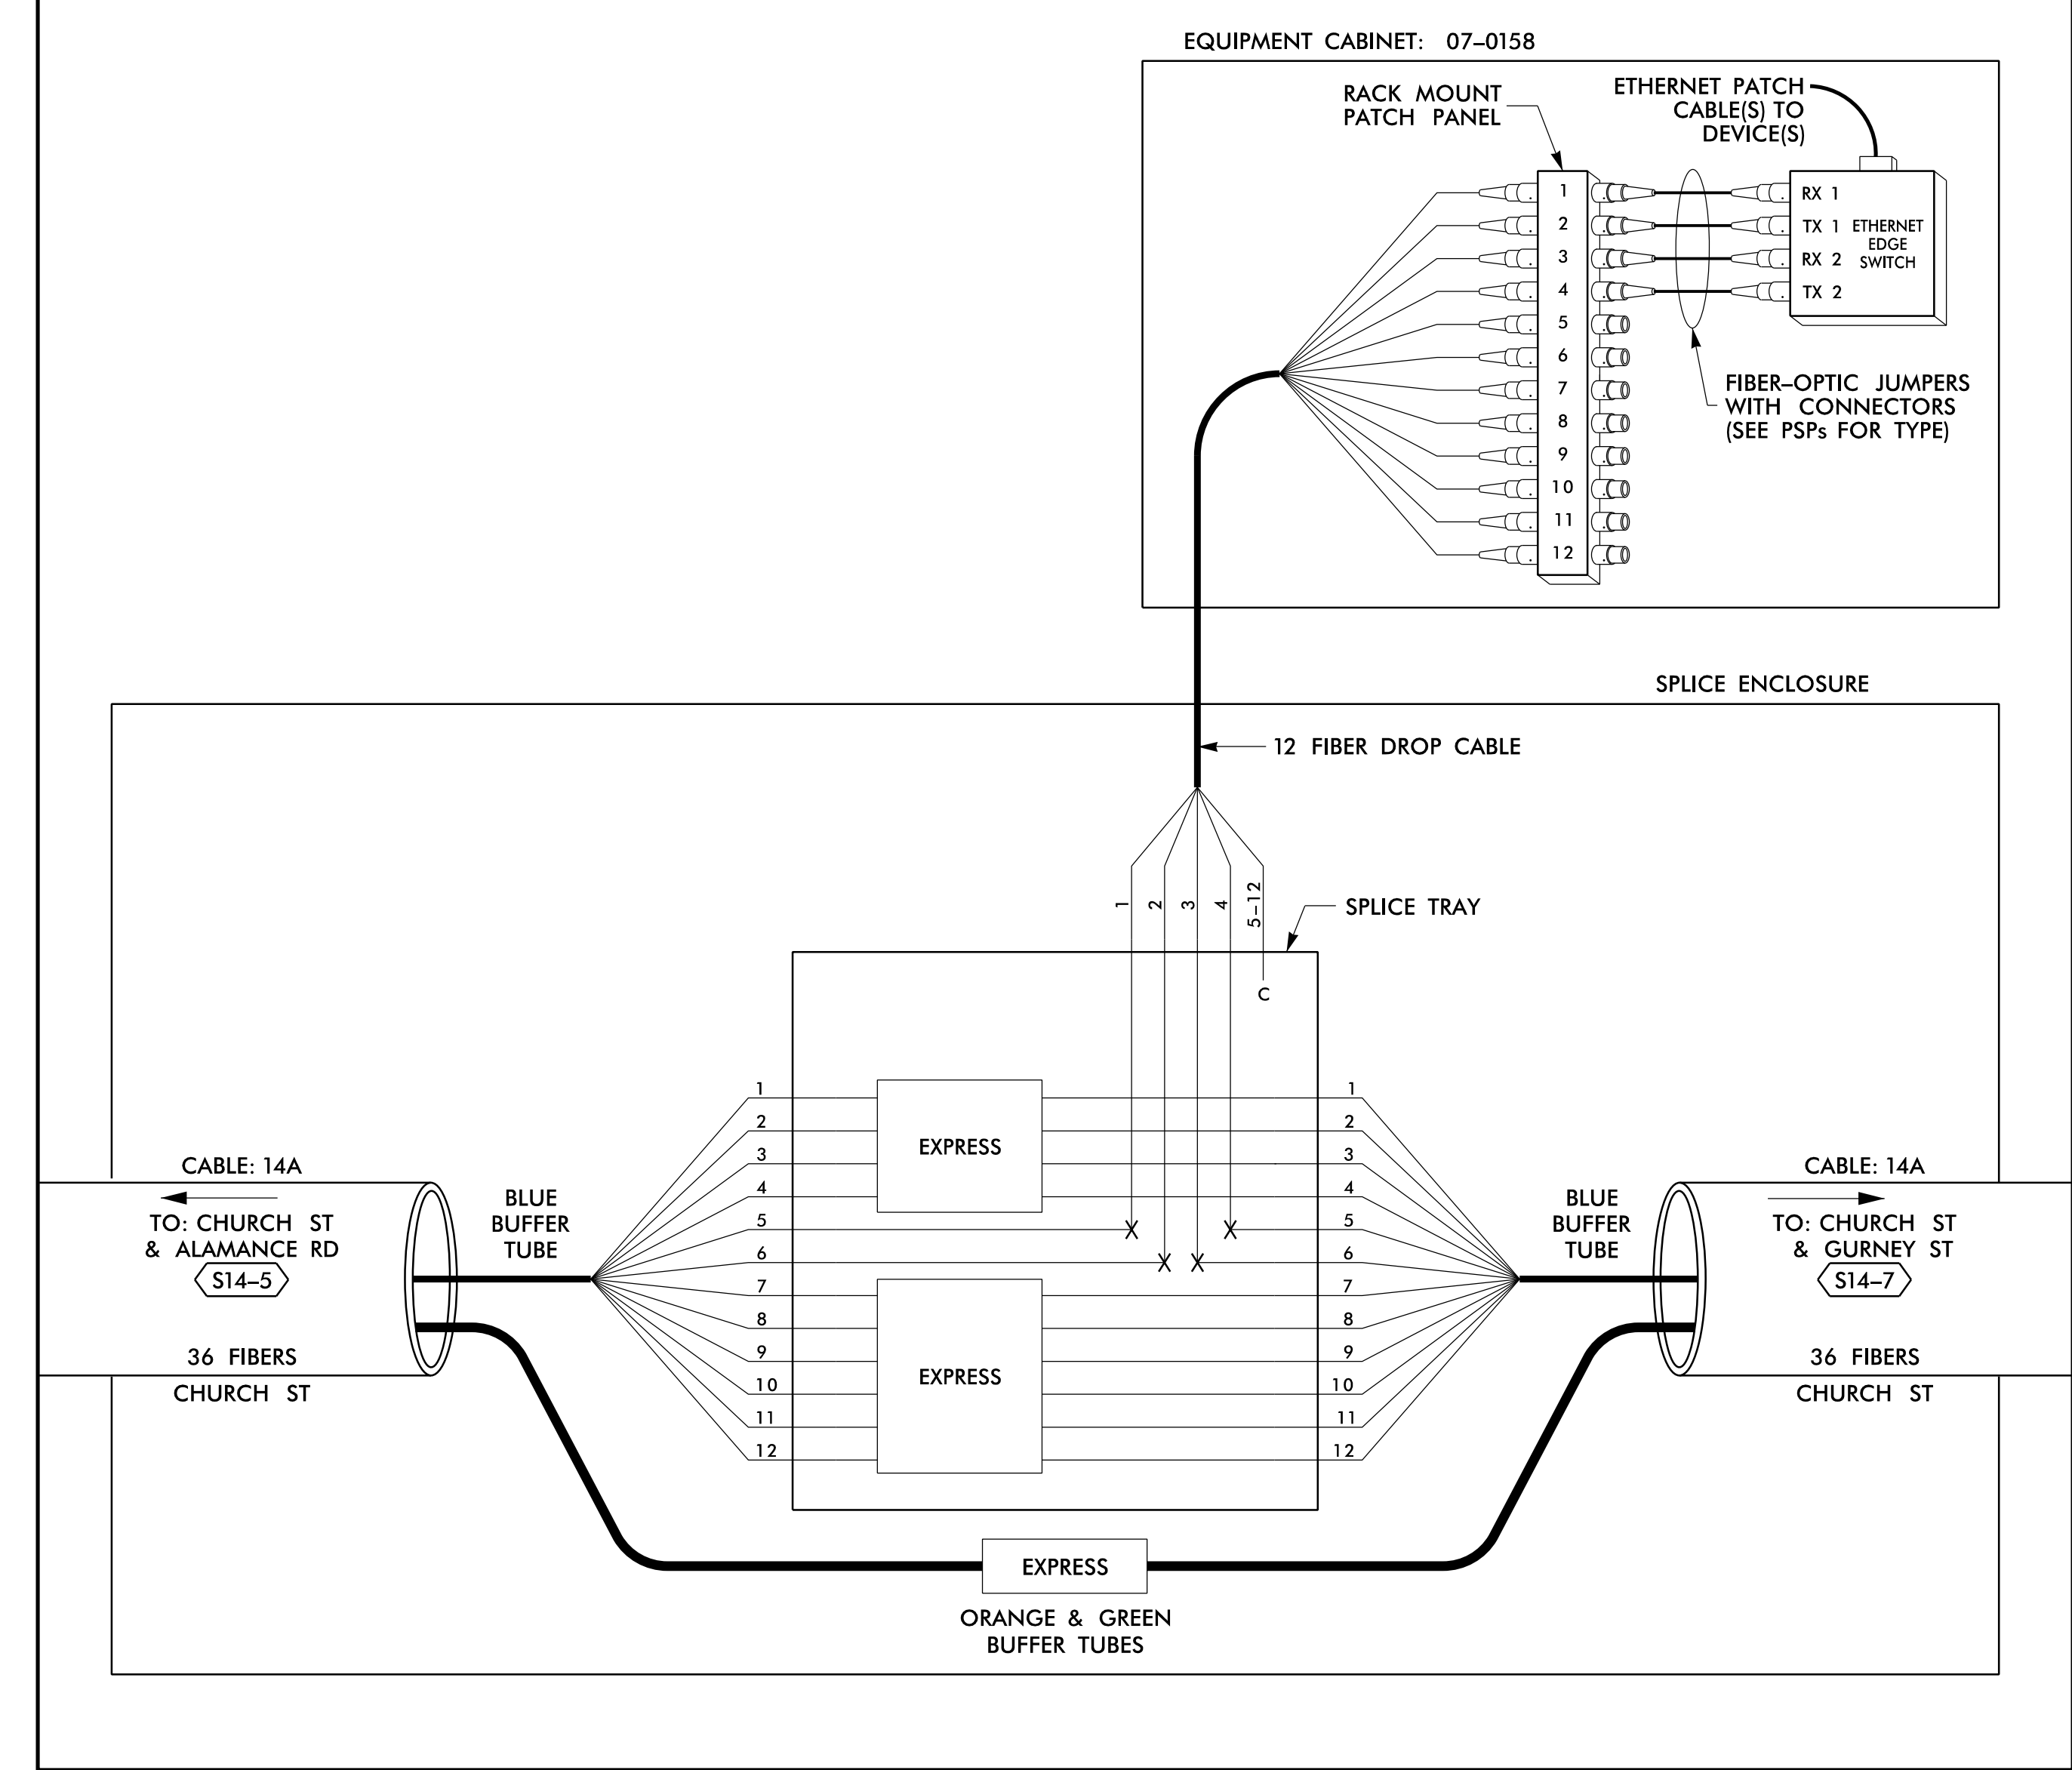 EQUIPMENT CABINET: 07–0158
RACK MOUNT
PATCH PANEL
ETHERNET PATCH
CABLE(S) TO
DEVICE(S)
1
2
3
4
5
6
7
8
9
10
11
12
RX 1
TX 1
RX 2
TX 2
ETHERNET
EDGE
SWITCH
FIBER–OPTIC JUMPERS
WITH CONNECTORS
(SEE PSPs FOR TYPE)
SPLICE ENCLOSURE
12 FIBER DROP CABLE
1
2
3
4
5–12
SPLICE TRAY
C
1
2
3
4
5
6
7
8
9
10
11
12
EXPRESS
EXPRESS
1
2
3
4
5
6
7
8
9
10
11
12
CABLE: 14A
TO: CHURCH ST
& ALAMANCE RD
S14–5
36 FIBERS
CHURCH ST
BLUE
BUFFER
TUBE
BLUE
BUFFER
TUBE
CABLE: 14A
TO: CHURCH ST
& GURNEY ST
S14–7
36 FIBERS
CHURCH ST
EXPRESS
ORANGE & GREEN
BUFFER TUBES